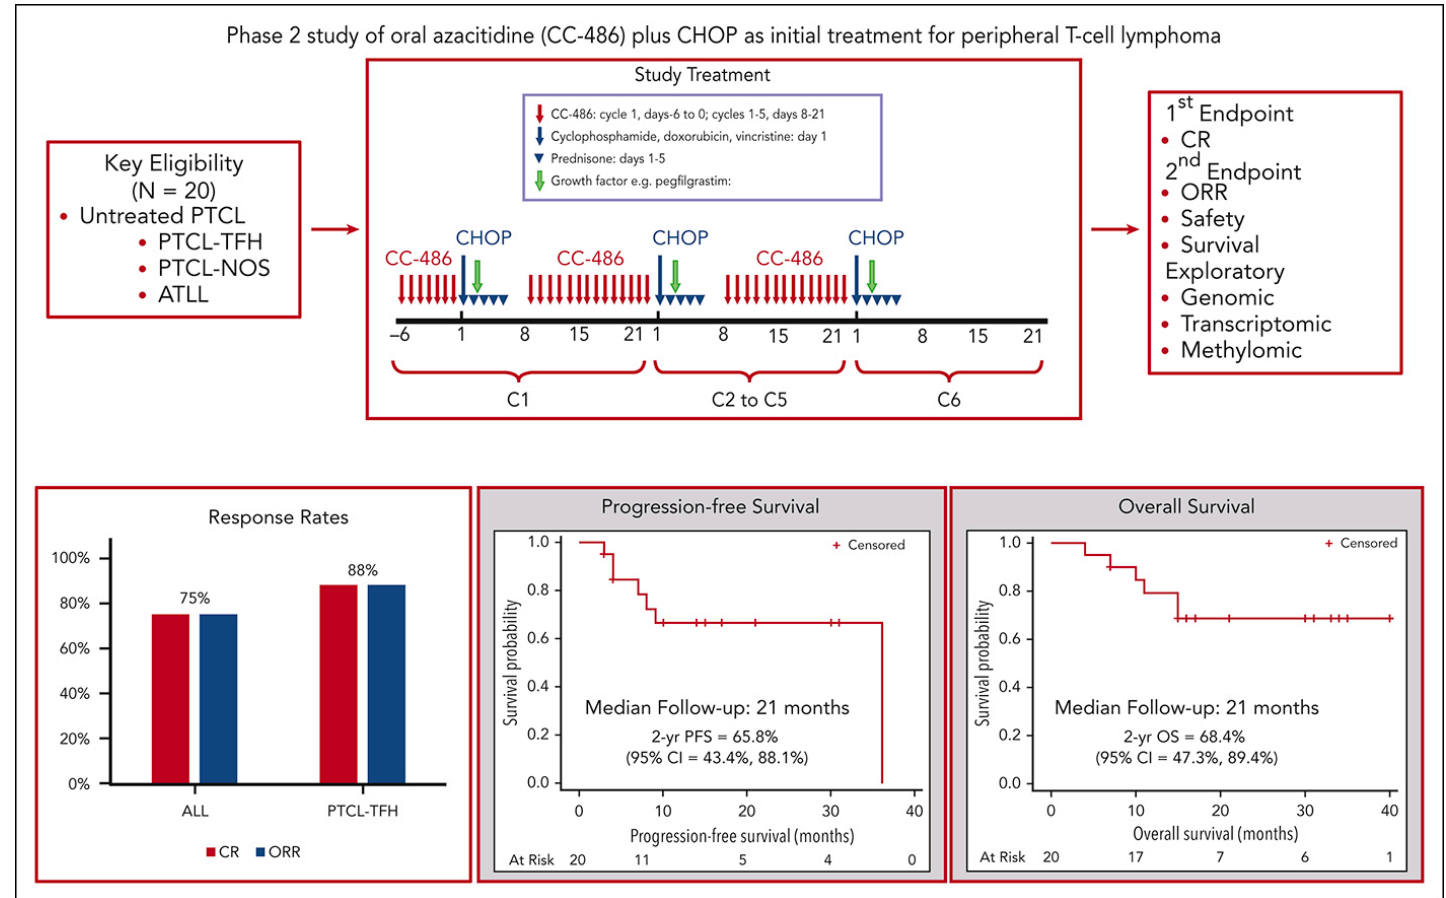 Phase 2 study of oral azacitidine (CC-486) plus CHOP as initial treatment for peripheral T-cell lymphoma
Key Eligibility
(N = 20)
• Untreated PTCL
• PTCL-TFH
• PTCL-NOS
• ATLL
Study Treatment
CC-486: cycle 1, days-6 to 0; cycles 1-5, days 8-21
Cyclophosphamide, doxorubicin, vincristine: day 1
Prednisone: days 1-5
Growth factor e.g. pegfilgrastim:
CHOP CHOP CHOP
CC-486 CC-486 CC-486
–6 1 8 15 21 1 8 15 21 1 8 15 21
C1 C2 to C5 C6
1st Endpoint
• CR
2nd Endpoint
• ORR
• Safety
• Survival
Exploratory
• Genomic
• Transcriptomic
• Methylomic
Response Rates
100%
80%
60%
40%
20%
0%
75%
88%
ALL PTCL-TFH
CR ORR
Progression-free Survival
+ Censored
Survival probability
1.0
0.8
0.6
0.4
0.2
0.0
Median Follow-up: 21 months
2-yr PFS = 65.8%
(95% CI = 43.4%, 88.1%)
0 10 20 30 40
Progression-free survival (months)
At Risk 20 11 5 4 0
Overall Survival
+ Censored
Survival probability
1.0
0.8
0.6
0.4
0.2
0.0
Median Follow-up: 21 months
2-yr OS = 68.4%
(95% CI = 47.3%, 89.4%)
0 10 20 30 40
Overall survival (months)
At Risk 20 17 7 6 1